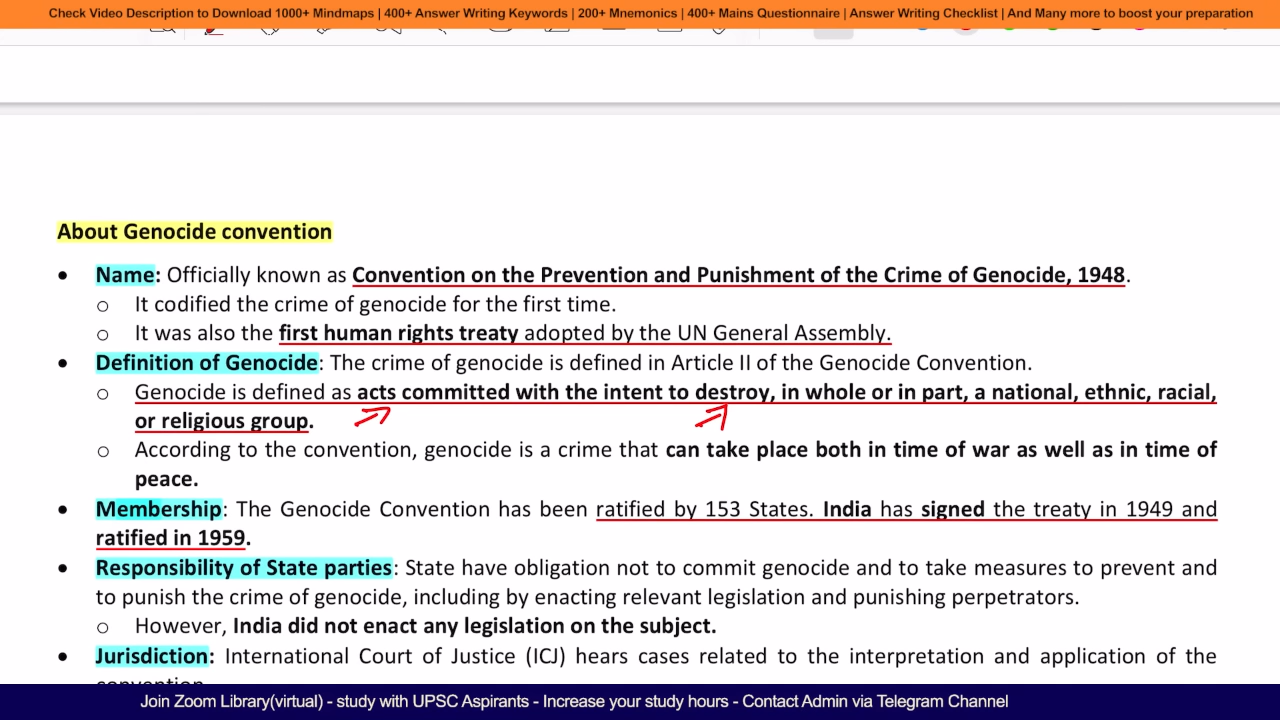 Check Video Description to Download 1000+ Mindmaps | 400+ Answer Writing Keywords | 200+ Mnemonics | 400+ Mains Questionnaire | Answer Writing Checklist | And Many more to boost your preparation
About Genocide convention
• Name: Officially known as Convention on the Prevention and Punishment of the Crime of Genocide, 1948.
o It codified the crime of genocide for the first time.
o It was also the first human rights treaty adopted by the UN General Assembly.
• Definition of Genocide: The crime of genocide is defined in Article II of the Genocide Convention.
o Genocide is defined as acts committed with the intent to destroy, in whole or in part, a national, ethnic, racial,
or religious group.
o According to the convention, genocide is a crime that can take place both in time of war as well as in time of
peace.
• Membership: The Genocide Convention has been ratified by 153 States. India has signed the treaty in 1949 and
ratified in 1959.
• Responsibility of State parties: State have obligation not to commit genocide and to take measures to prevent and
to punish the crime of genocide, including by enacting relevant legislation and punishing perpetrators.
o However, India did not enact any legislation on the subject.
• Jurisdiction: International Court of Justice (ICJ) hears cases related to the interpretation and application of the
convention.
Join Zoom Library(virtual) - study with UPSC Aspirants - Increase your study hours - Contact Admin via Telegram Channel